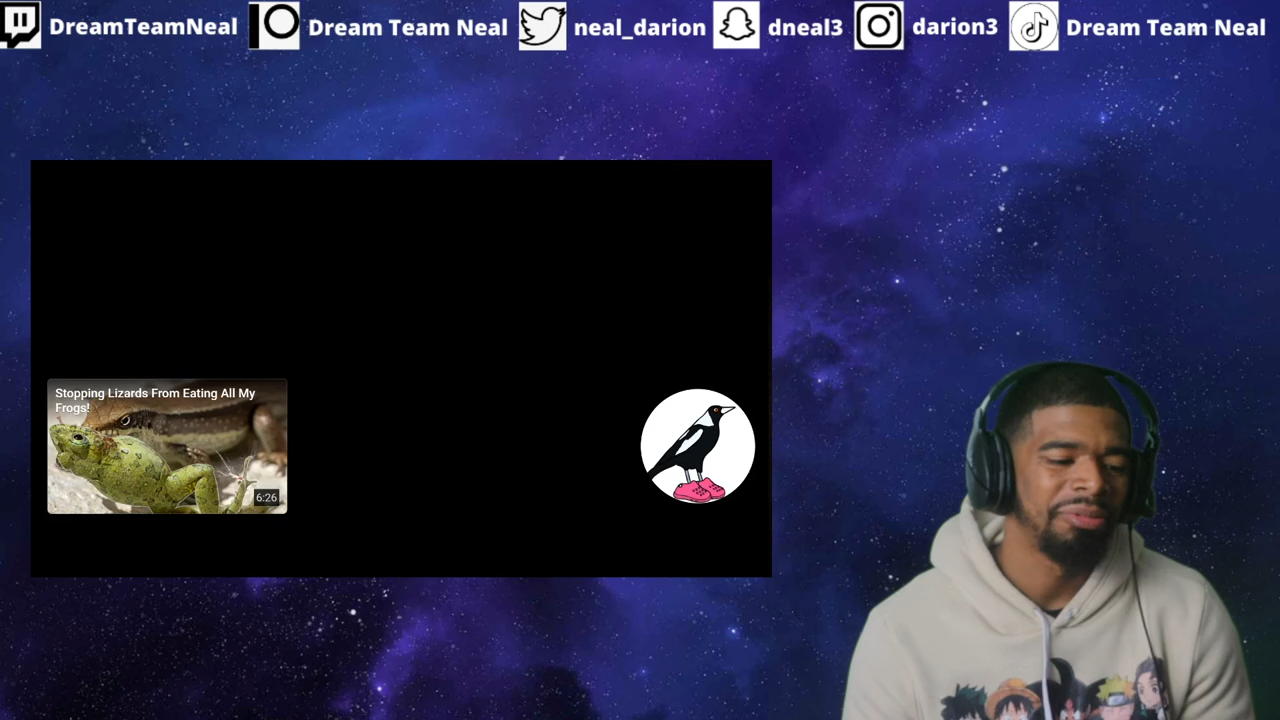 DreamTeamNeal
Dream Team Neal
neal_darion
dneal3
darion3
Dream Team Neal
Stopping Lizards From Eating All My
Frogs!
6:26